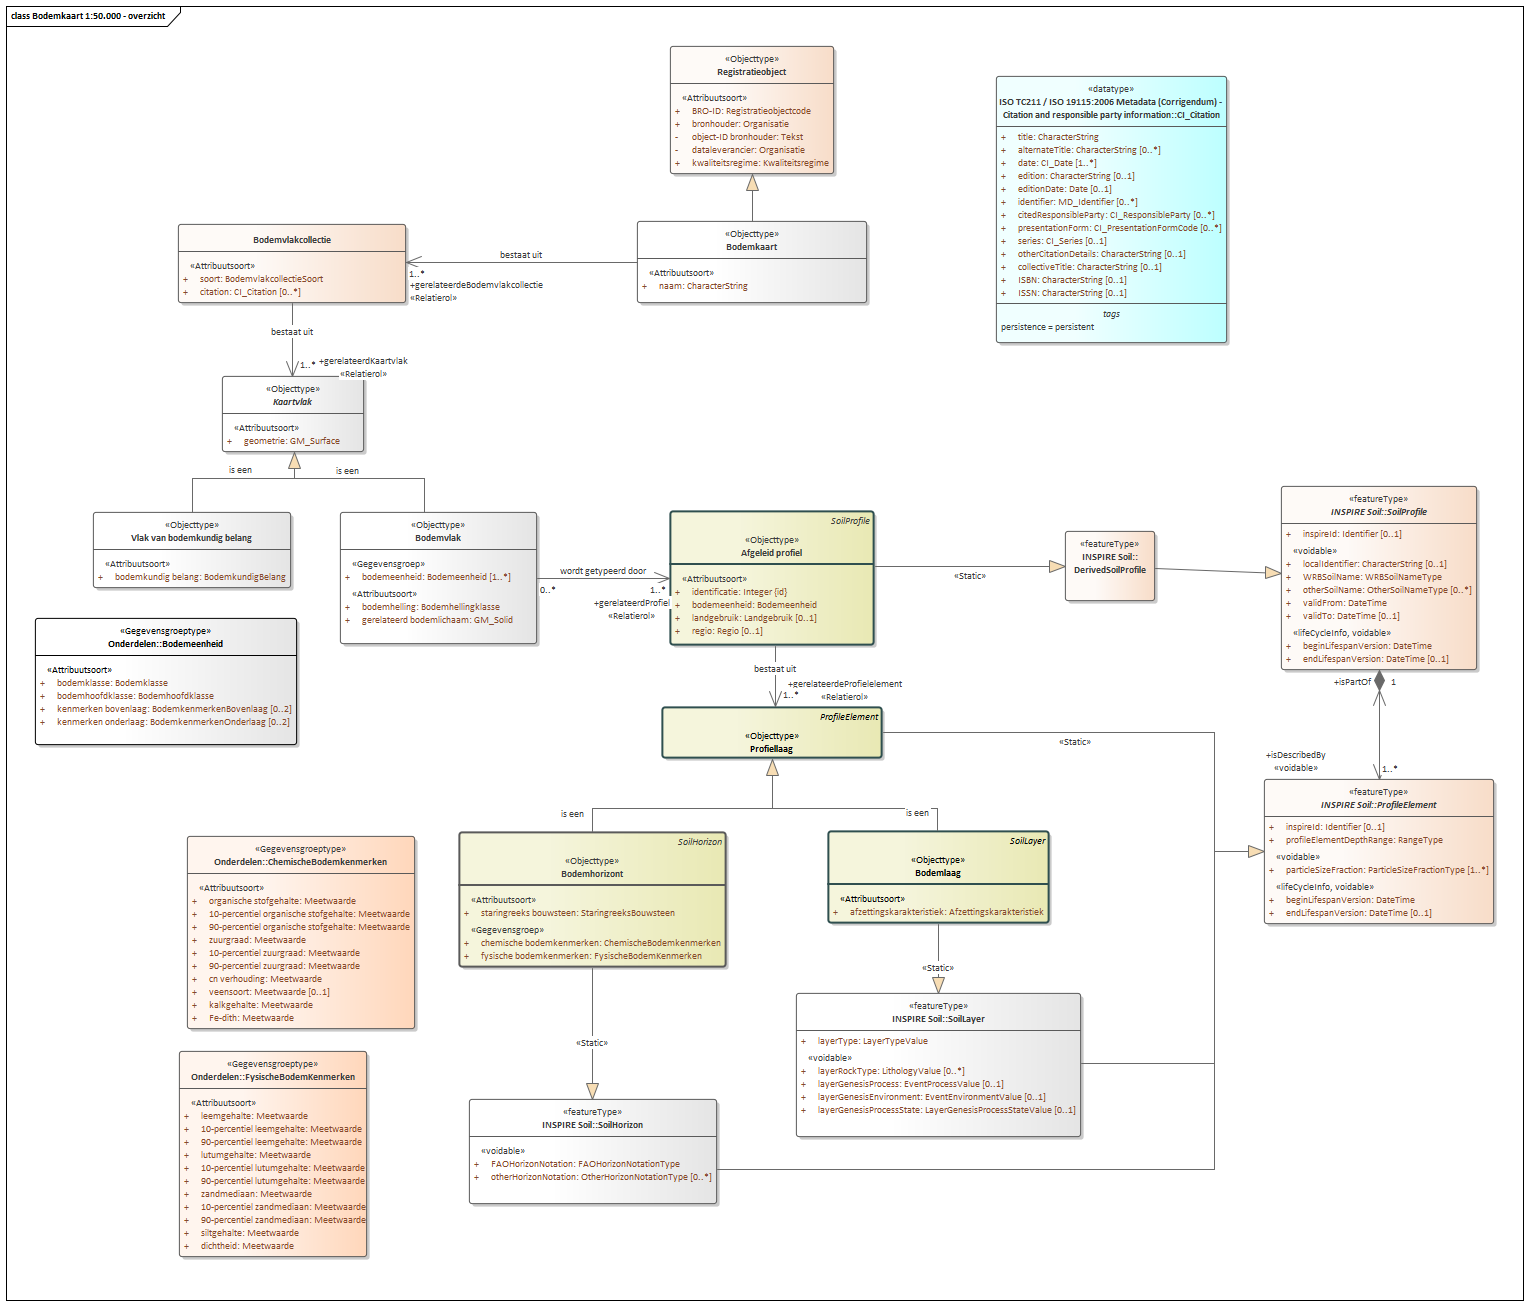 class Bodemkaart 1:50.000 - overzicht
«Objecttype»
Registratieobject
«Attribuutsoort»
+ BRO-ID: Registratieobjectcode
+ bronhouder: Organisatie
- object-ID bronhouder: Tekst
- dataleverancier: Organisatie
+ kwaliteitsregime: Kwaliteitsregime
«datatype»
ISO TC211 / ISO 19115:2006 Metadata (Corrigendum) -
Citation and responsible party information::CI_Citation
+ title: CharacterString
+ alternateTitle: CharacterString [0..*]
+ date: CI_Date [1..*]
+ edition: CharacterString [0..1]
+ editionDate: Date [0..1]
+ identifier: MD_Identifier [0..*]
+ citedResponsibleParty: CI_ResponsibleParty [0..*]
+ presentationForm: CI_PresentationFormCode [0..*]
+ series: CI_Series [0..1]
+ otherCitationDetails: CharacterString [0..1]
+ collectiveTitle: CharacterString [0..1]
+ ISBN: CharacterString [0..1]
+ ISSN: CharacterString [0..1]
tags
persistence = persistent
Bodemvlakcollectie
«Attribuutsoort»
+ soort: BodemvlakcollectieSoort
+ citation: CI_Citation [0..*]
bestaat uit
1..*
+gerelateerdeBodemvlakcollectie
«Relatierol»
«Objecttype»
Bodemkaart
«Attribuutsoort»
+ naam: CharacterString
bestaat uit
1..*
+gerelateerdKaartvlak
«Relatierol»
«Objecttype»
Kaartvlak
«Attribuutsoort»
+ geometrie: GM_Surface
is een
is een
«Objecttype»
Vlak van bodemkundig belang
«Attribuutsoort»
+ bodemkundig belang: BodemkundigBelang
«Objecttype»
Bodemvlak
«Gegevensgroep»
+ bodemeenheid: Bodemeenheid [1..*]
«Attribuutsoort»
+ bodemhelling: Bodemhellingklasse
+ gerelateerd bodemlichaam: GM_Solid
wordt getypeerd door
0..*
1..*
+gerelateerdProfiel
«Relatierol»
SoilProfile
«Objecttype»
Afgeleid profiel
«Attribuutsoort»
+ identificatie: Integer {id}
+ bodemeenheid: Bodemeenheid
+ landgebruik: Landgebruik [0..1]
+ regio: Regio [0..1]
«Static»
«featureType»
INSPIRE Soil::
DerivedSoilProfile
«featureType»
INSPIRE Soil::SoilProfile
+ inspireId: Identifier [0..1]
«voidable»
+ localIdentifier: CharacterString [0..1]
+ WRBSoilName: WRBSoilNameType
+ otherSoilName: OtherSoilNameType [0..*]
+ validFrom: DateTime
+ validTo: DateTime [0..1]
«lifeCycleInfo, voidable»
+ beginLifespanVersion: DateTime
+ endLifespanVersion: DateTime [0..1]
+isPartOf
1
+isDescribedBy
«voidable»
1..*
«featureType»
INSPIRE Soil::ProfileElement
+ inspireId: Identifier [0..1]
+ profileElementDepthRange: RangeType
«voidable»
+ particleSizeFraction: ParticleSizeFractionType [1..*]
«lifeCycleInfo, voidable»
+ beginLifespanVersion: DateTime
+ endLifespanVersion: DateTime [0..1]
«Gegevensgroeptype»
Onderdelen::Bodemeenheid
«Attribuutsoort»
+ bodemklasse: Bodemklasse
+ bodemhoofdklasse: Bodemhoofdklasse
+ kenmerken bovenlaag: BodemkenmerkenBovenlaag [0..2]
+ kenmerken onderlaag: BodemkenmerkenOnderlaag [0..2]
bestaat uit
+gerelateerdeProfielelement
1..*
«Relatierol»
ProfileElement
«Objecttype»
Profiellaag
«Static»
is een
is een
SoilHorizon
«Objecttype»
Bodemhorizont
«Attribuutsoort»
+ staringreeks bouwsteen: StaringreeksBouwsteen
«Gegevensgroep»
+ chemische bodemkenmerken: ChemischeBodemkenmerken
+ fysische bodemkenmerken: FysischeBodemKenmerken
SoilLayer
«Objecttype»
Bodemlaag
«Attribuutsoort»
+ afzettingskarakteristiek: Afzettingskarakteristiek
«Static»
«featureType»
INSPIRE Soil::SoilLayer
+ layerType: LayerTypeValue
«voidable»
+ layerRockType: LithologyValue [0..*]
+ layerGenesisProcess: EventProcessValue [0..1]
+ layerGenesisEnvironment: EventEnvironmentValue [0..1]
+ layerGenesisProcessState: LayerGenesisProcessStateValue [0..1]
«Static»
«featureType»
INSPIRE Soil::SoilHorizon
«voidable»
+ FAOHorizonNotation: FAOHorizonNotationType
+ otherHorizonNotation: OtherHorizonNotationType [0..*]
«Gegevensgroeptype»
Onderdelen::ChemischeBodemkenmerken
«Attribuutsoort»
+ organische stofgehalte: Meetwaarde
+ 10-percentiel organische stofgehalte: Meetwaarde
+ 90-percentiel organische stofgehalte: Meetwaarde
+ zuurgraad: Meetwaarde
+ 10-percentiel zuurgraad: Meetwaarde
+ 90-percentiel zuurgraad: Meetwaarde
+ cn verhouding: Meetwaarde
+ veensoort: Meetwaarde [0..1]
+ kalkgehalte: Meetwaarde
+ Fe-dith: Meetwaarde
«Gegevensgroeptype»
Onderdelen::FysischeBodemKenmerken
«Attribuutsoort»
+ leemgehalte: Meetwaarde
+ 10-percentiel leemgehalte: Meetwaarde
+ 90-percentiel leemgehalte: Meetwaarde
+ lutumgehalte: Meetwaarde
+ 10-percentiel lutumgehalte: Meetwaarde
+ 90-percentiel lutumgehalte: Meetwaarde
+ zandmediaan: Meetwaarde
+ 10-percentiel zandmediaan: Meetwaarde
+ 90-percentiel zandmediaan: Meetwaarde
+ siltgehalte: Meetwaarde
+ dichtheid: Meetwaarde